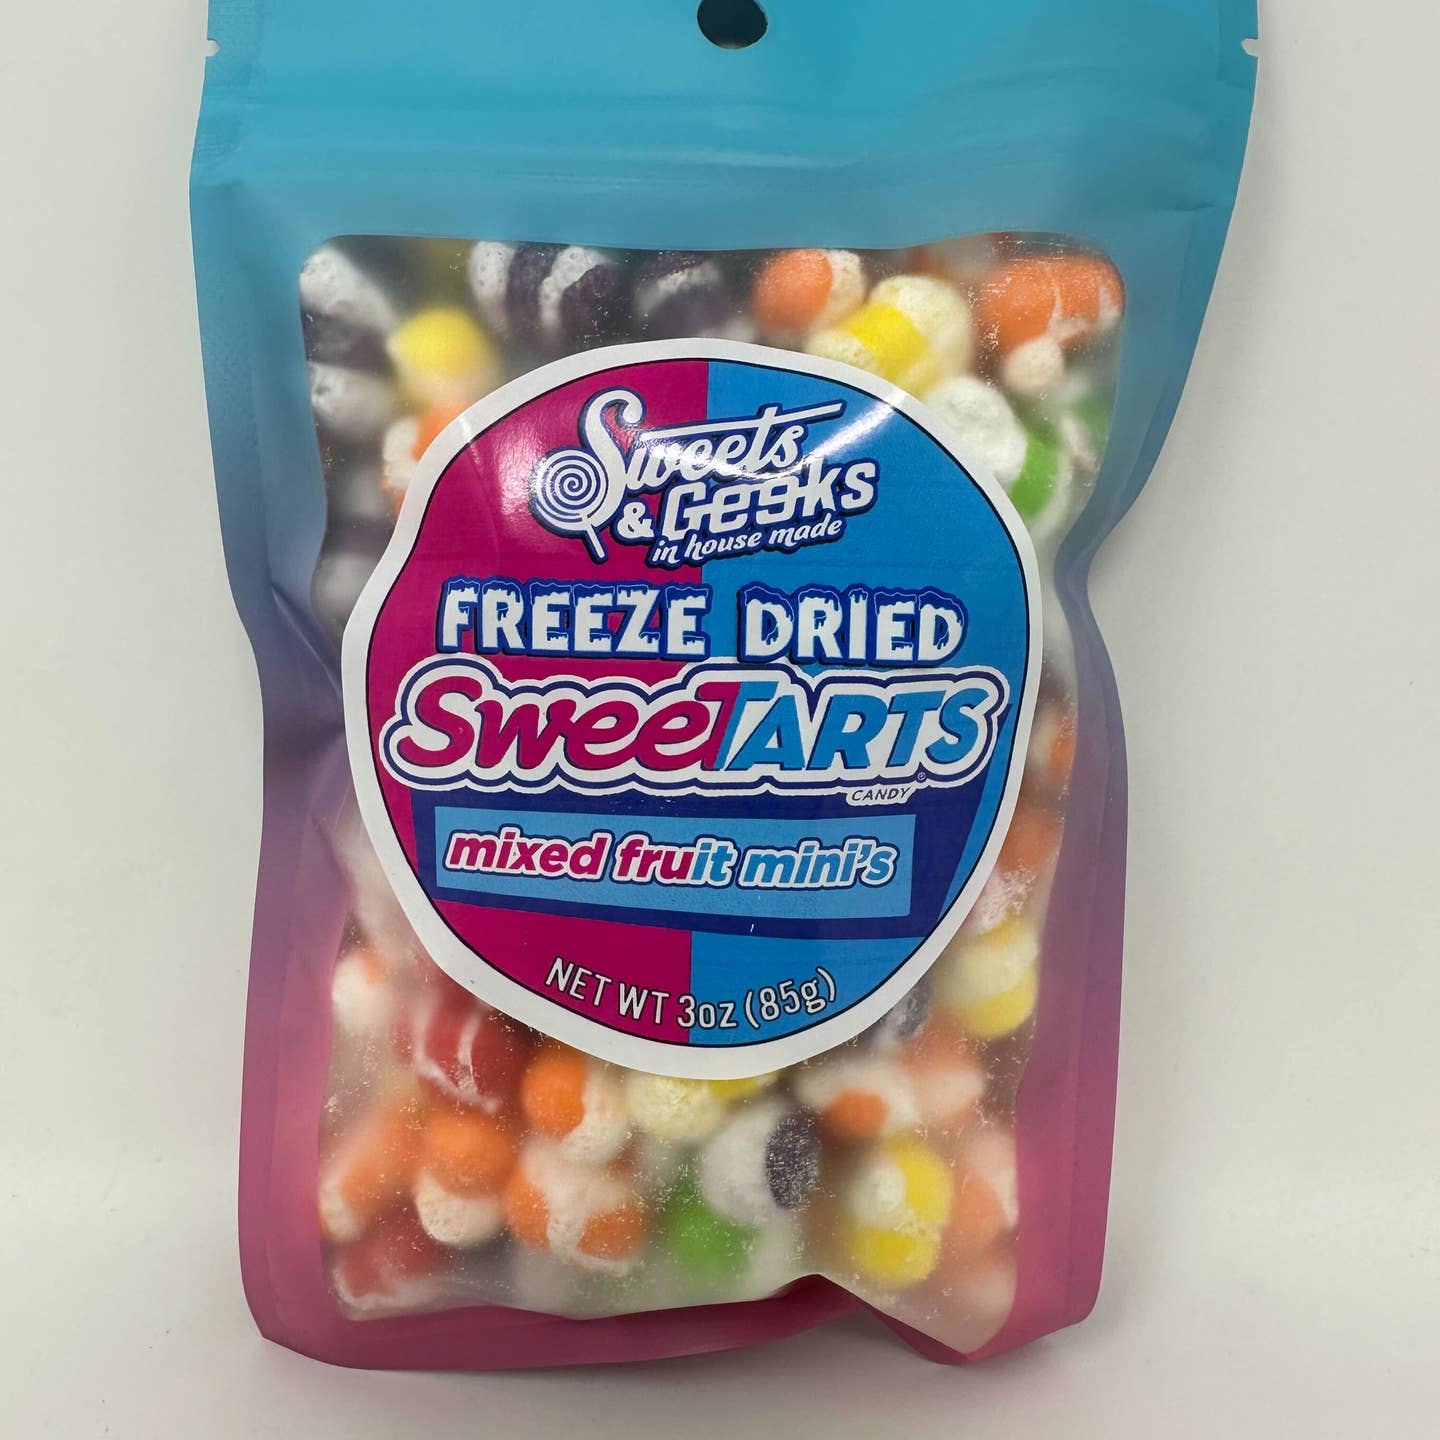 Sweets
& Geeks
in house made
FREEZE DRIED
SweeTARTS®
CANDY
mixed fruit mini's
NET WT 3oz (85g)